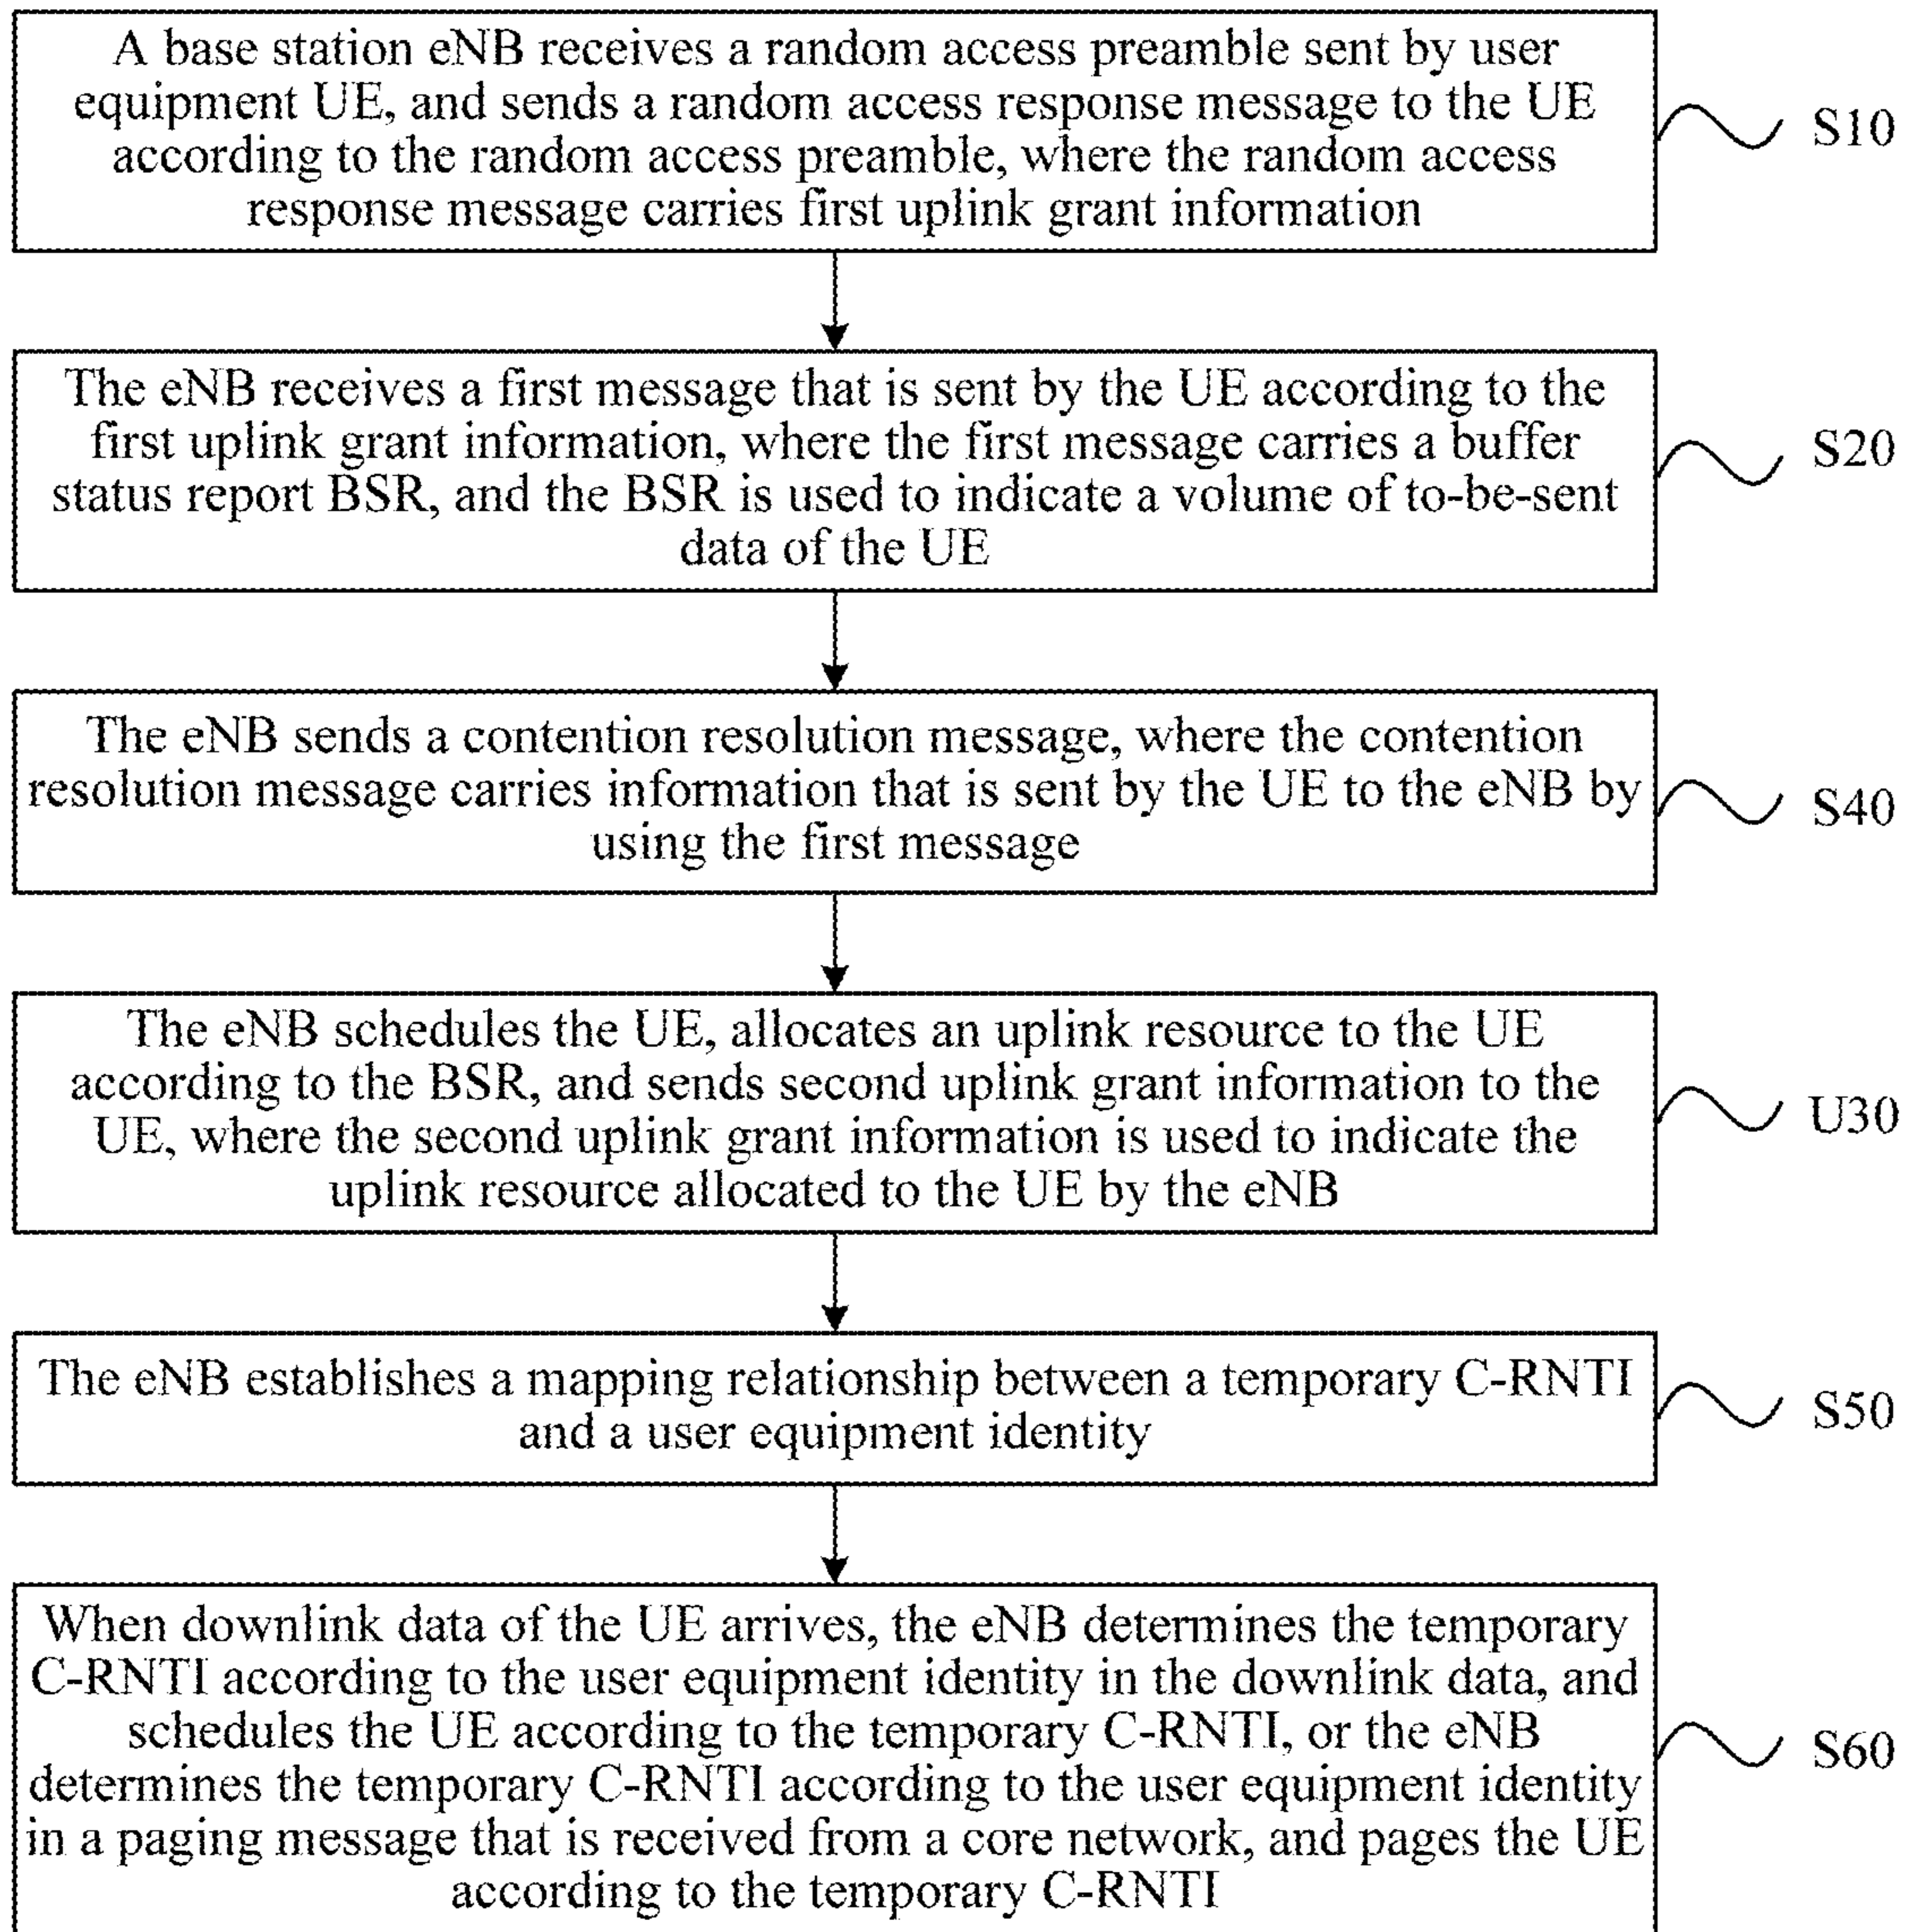 A base station eNB receives a random access preamble sent by user
equipment UE, and sends a random access response message to the UE
according to the random access preamble, where the random access
response message carries first uplink grant information
S10
The eNB receives a first message that is sent by the UE according to the
first uplink grant information, where the first message carries a buffer
status report BSR, and the BSR is used to indicate a volume of to-be-sent
data of the UE
S20
The eNB sends a contention resolution message, where the contention
resolution message carries information that is sent by the UE to the eNB by
using the first message
S40
The eNB schedules the UE, allocates an uplink resource to the UE
according to the BSR, and sends second uplink grant information to the
UE, where the second uplink grant information is used to indicate the
uplink resource allocated to the UE by the eNB
U30
The eNB establishes a mapping relationship between a temporary C-RNTI
and a user equipment identity
S50
When downlink data of the UE arrives, the eNB determines the temporary
C-RNTI according to the user equipment identity in the downlink data, and
schedules the UE according to the temporary C-RNTI, or the eNB
determines the temporary C-RNTI according to the user equipment identity
in a paging message that is received from a core network, and pages the UE
according to the temporary C-RNTI
S60